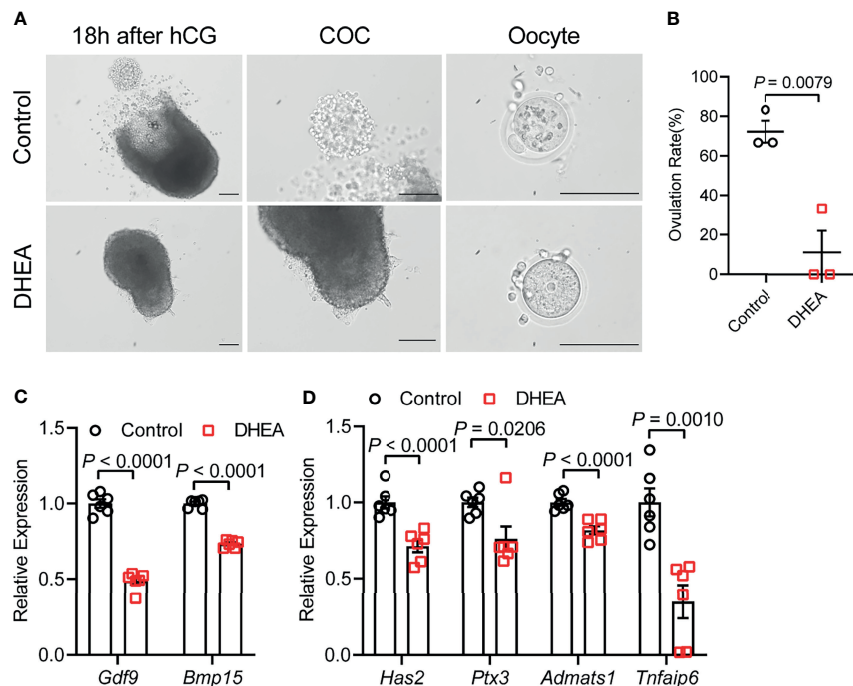 A
18h after hCG COC Oocyte
Control
DHEA
B
Ovulation Rate(%)
100
80
60
40
20
0
P = 0.0079
Control DHEA
C
Control DHEA
Relative Expression
1.5
1.0
0.5
0.0
P < 0.0001 P < 0.0001
Gdf9 Bmp15
D
Control DHEA
Relative Expression
1.5
1.0
0.5
0.0
P < 0.0001 P = 0.0206 P < 0.0001 P = 0.0010
Has2 Ptx3 Admats1 Tnfaip6